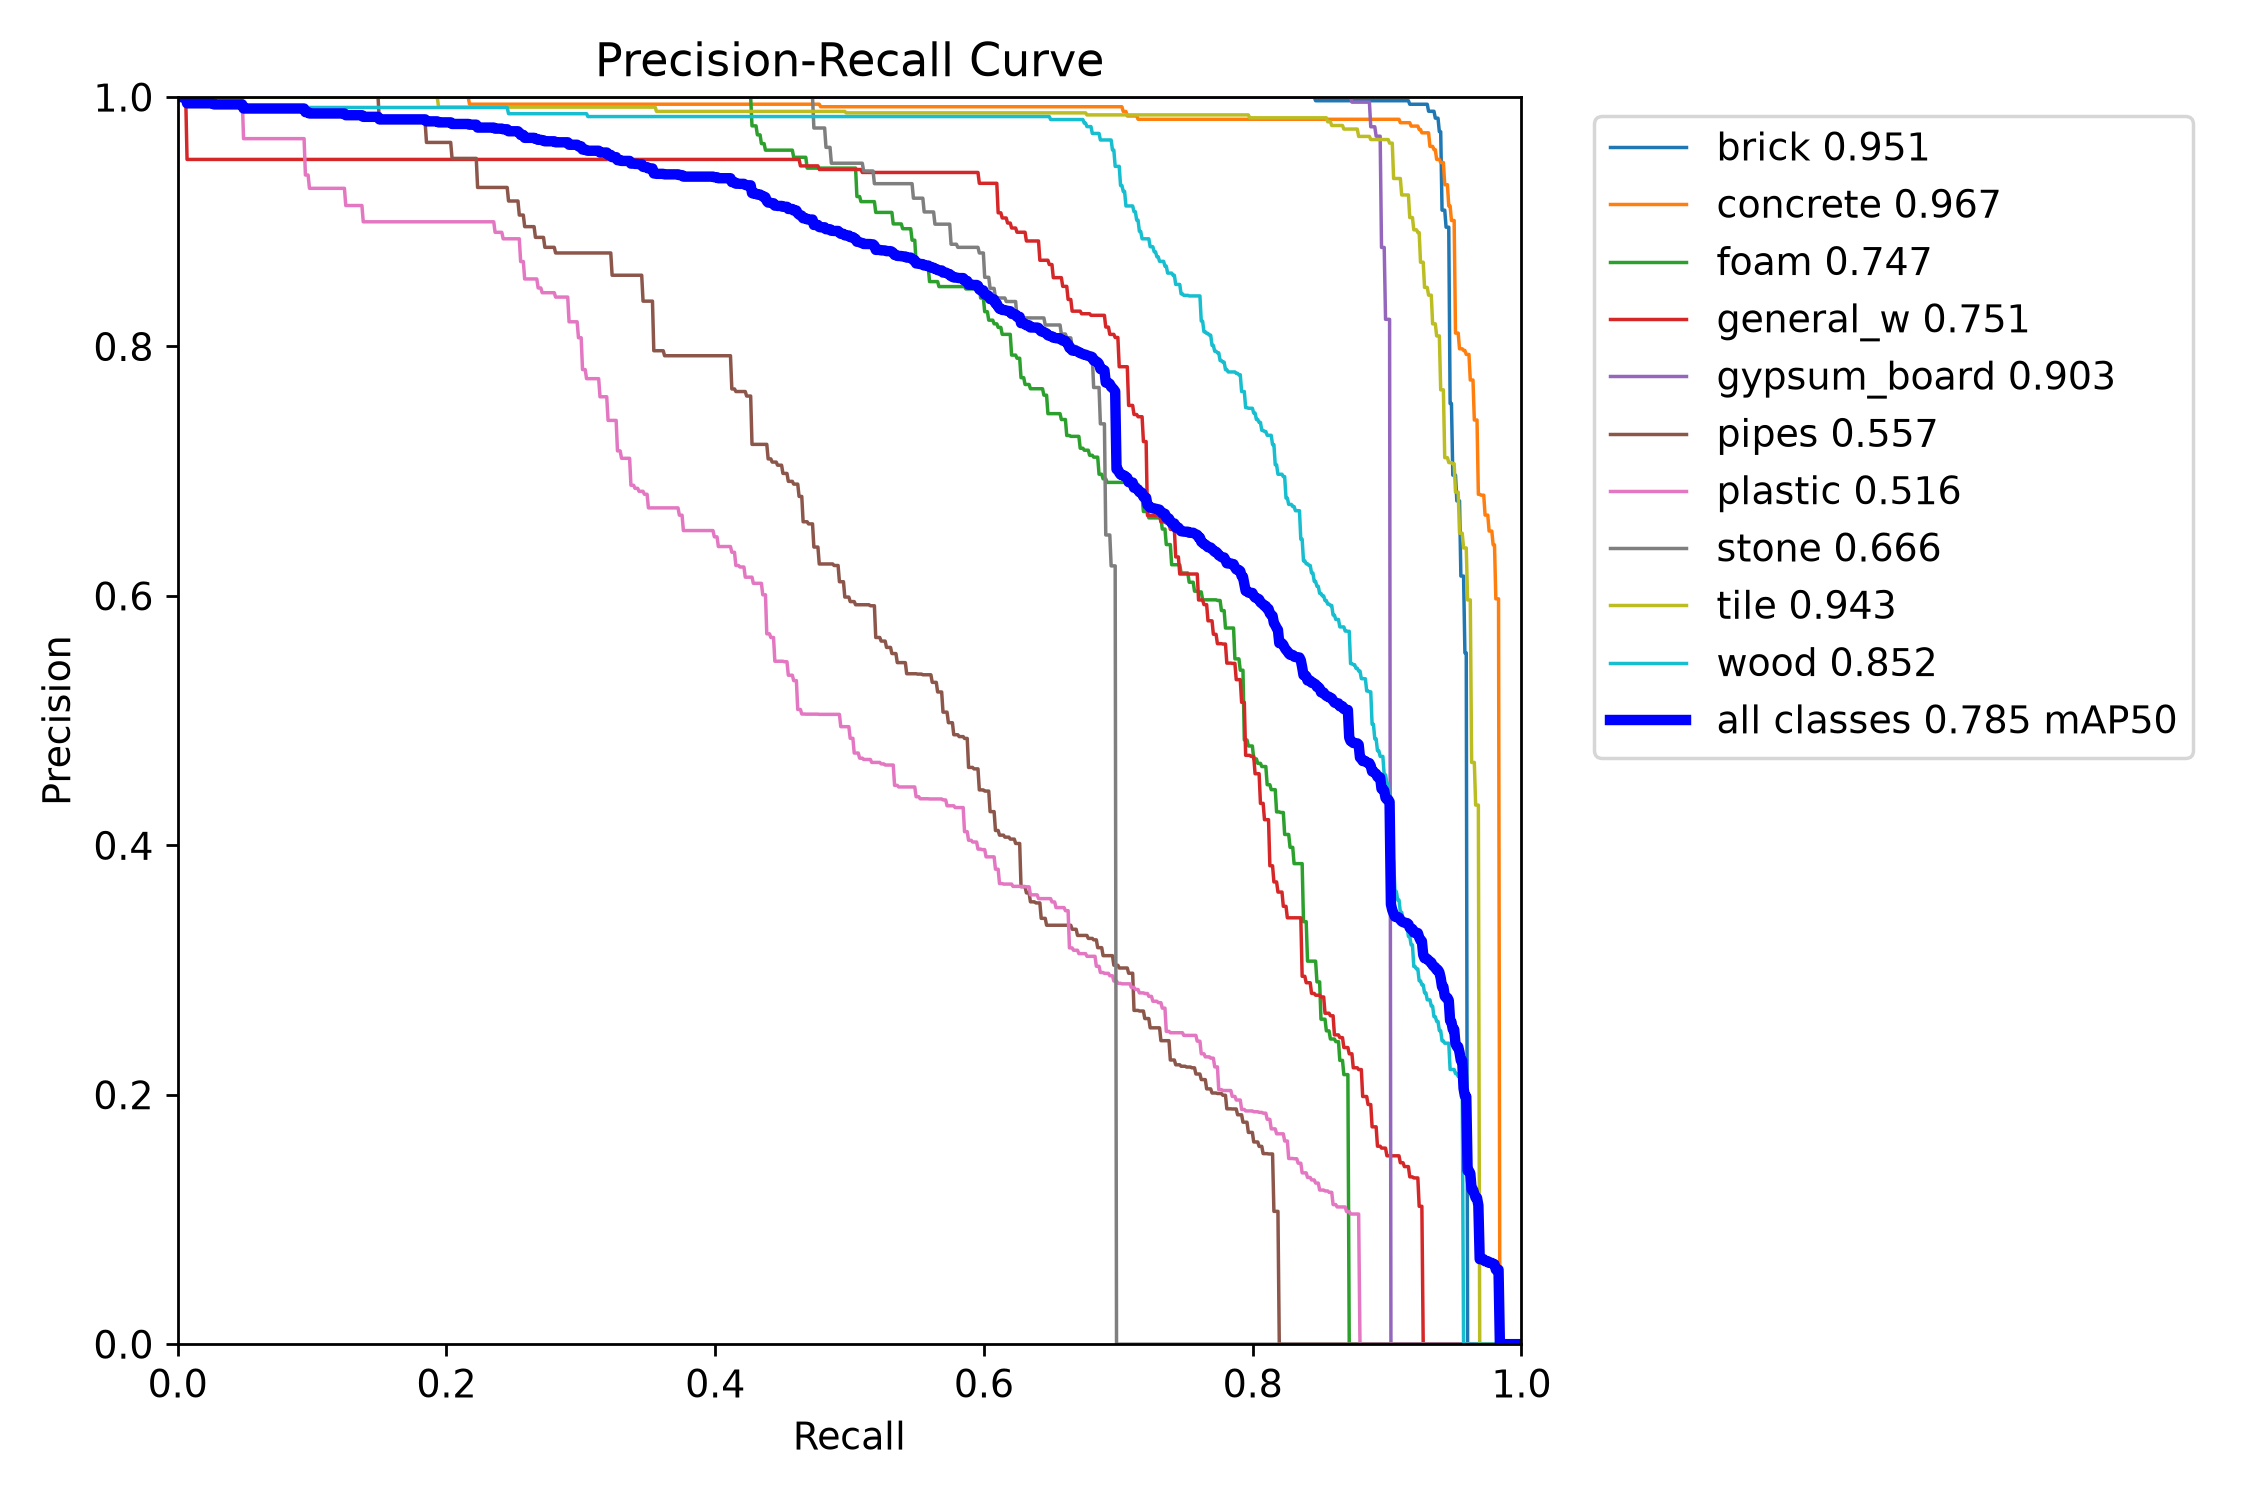 Precision-Recall Curve
1.0
0.8
0.6
0.4
0.2
0.0
Precision
0.0 0.2 0.4 0.6 0.8 1.0
Recall
brick 0.951
concrete 0.967
foam 0.747
general_w 0.751
gypsum_board 0.903
pipes 0.557
plastic 0.516
stone 0.666
tile 0.943
wood 0.852
all classes 0.785 mAP50